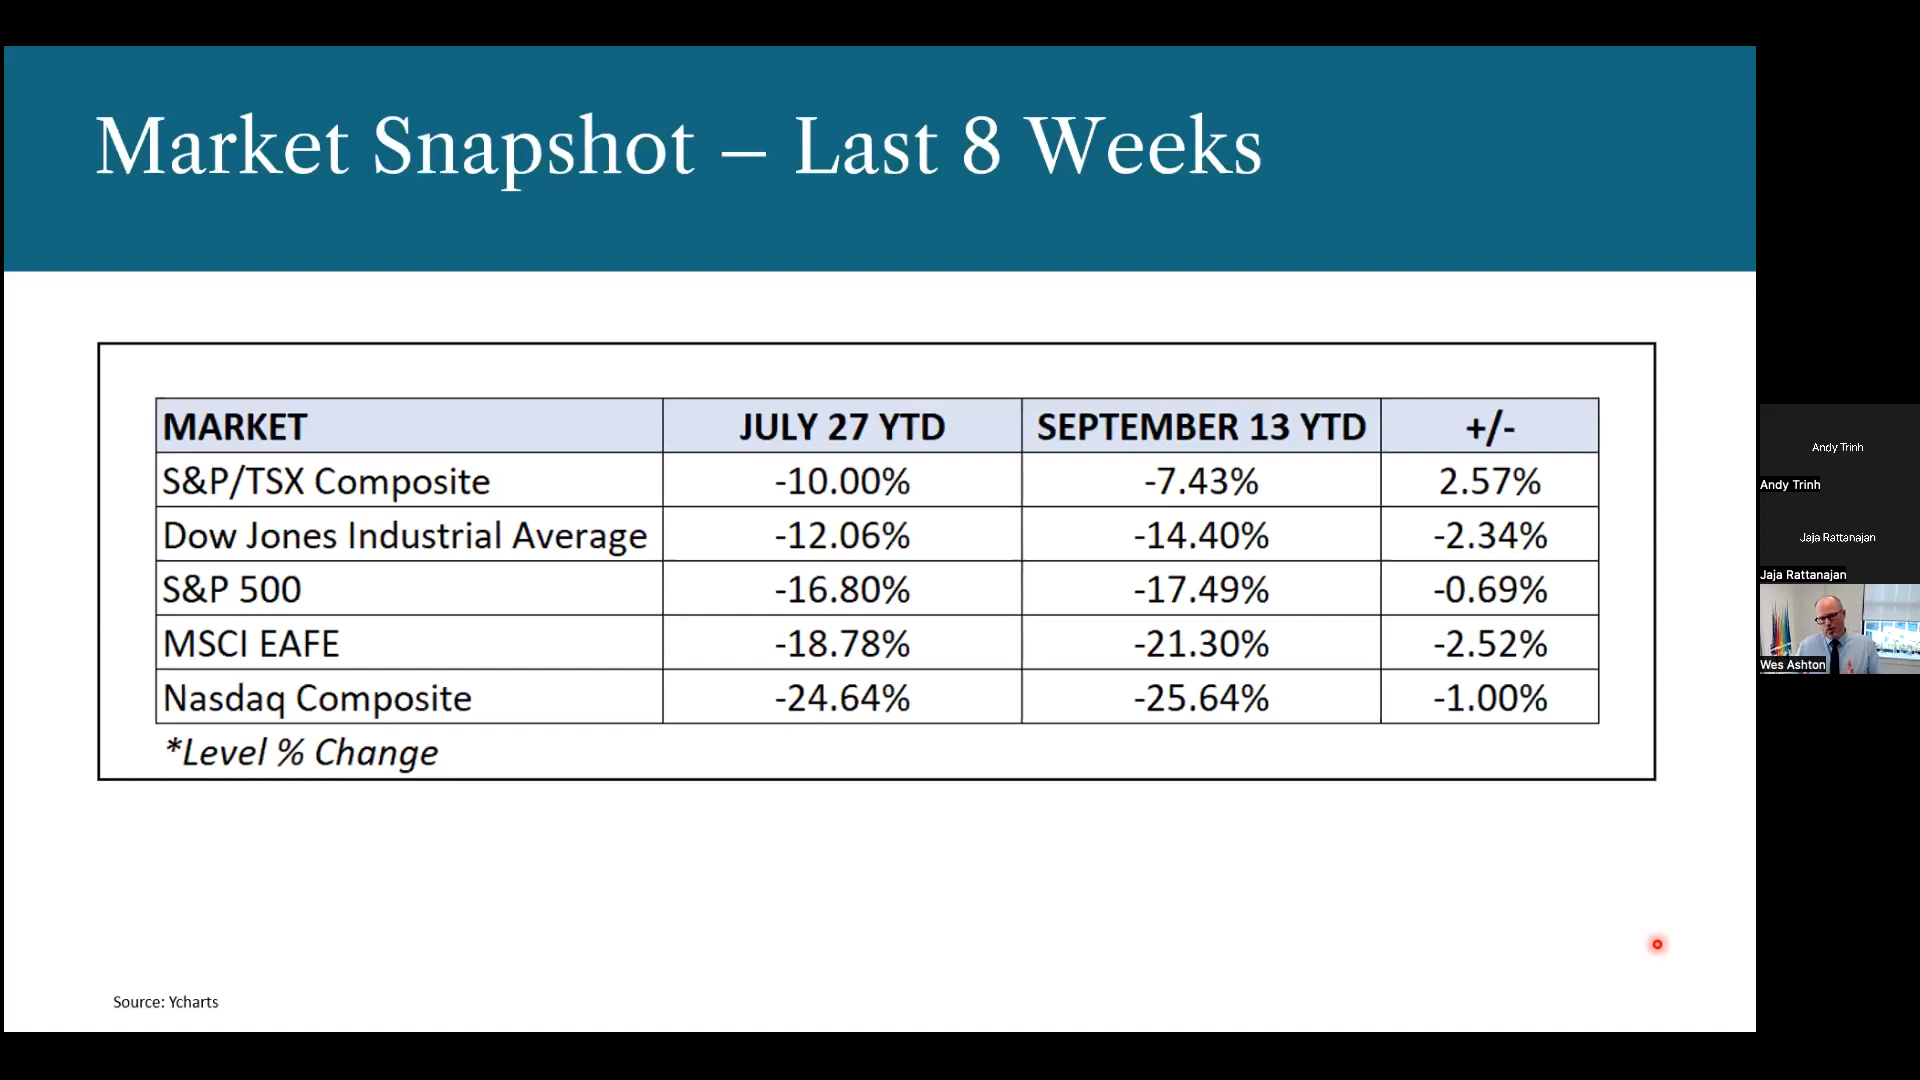 Market Snapshot – Last 8 Weeks
MARKET JULY 27 YTD SEPTEMBER 13 YTD +/-
S&P/TSX Composite -10.00% -7.43% 2.57%
Dow Jones Industrial Average -12.06% -14.40% -2.34%
S&P 500 -16.80% -17.49% -0.69%
MSCI EAFE -18.78% -21.30% -2.52%
Nasdaq Composite -24.64% -25.64% -1.00%
*Level % Change
Source: Ycharts
Andy Trinh
Andy Trinh
Jaja Rattanajan
Jaja Rattanajan
Wes Ashton